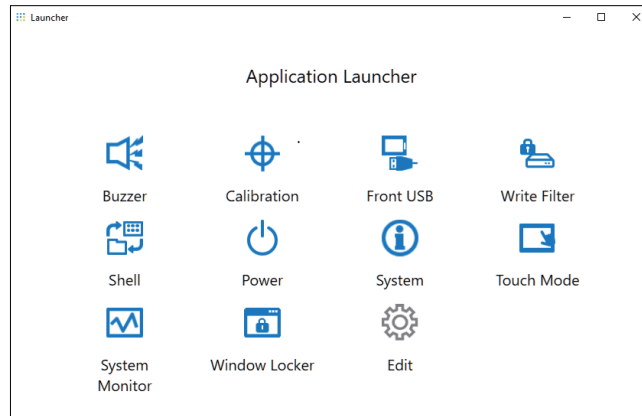 Launcher
Application Launcher
Buzzer
Calibration
Front USB
Write Filter
Shell
Power
System
Touch Mode
System
Monitor
Window Locker
Edit